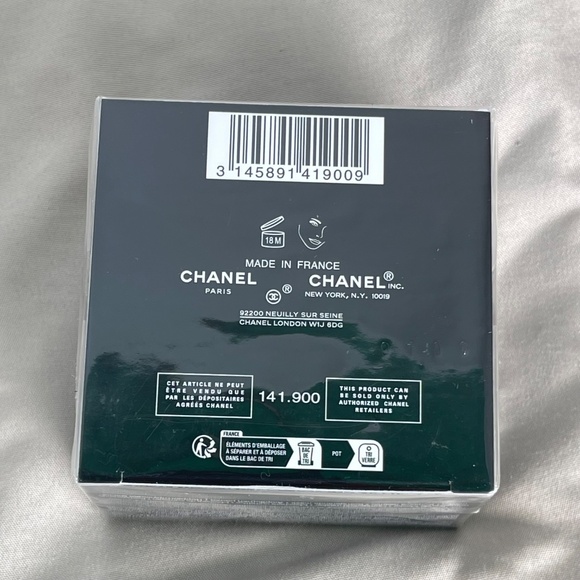 3 145891 419009
18 M
MADE IN FRANCE
CHANEL CHANEL® INC.
PARIS ® NEW YORK, N.Y. 10019
92200 NEUILLY SUR SEINE
CHANEL LONDON W1J 6DG
CET ARTICLE NE PEUT
ÊTRE VENDU QUE
PAR LES DÉPOSITAIRES
AGRÉÉS CHANEL
141.900
THIS PRODUCT CAN
BE SOLD ONLY BY
AUTHORIZED CHANEL
RETAILERS
FRANCE
ÉLÉMENTS D'EMBALLAGE
À SÉPARER ET À DÉPOSER
DANS LE BAC DE TRI
BAC
DE
TRI
POT
TRI
VERRE